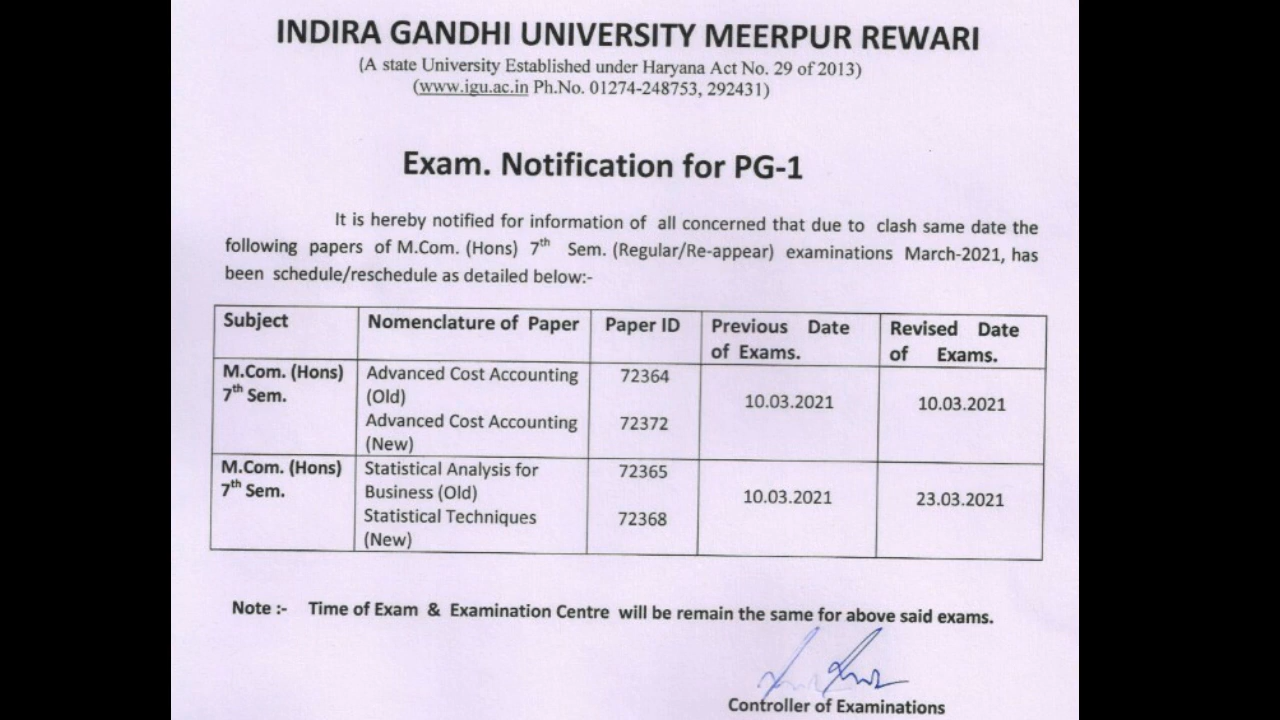 INDIRA GANDHI UNIVERSITY MEERPUR REWARI
(A state University Established under Haryana Act No. 29 of 2013)
(www.igu.ac.in Ph.No. 01274-248753, 292431)
Exam. Notification for PG-1
It is hereby notified for information of all concerned that due to clash same date the
following papers of M.Com. (Hons) 7th Sem. (Regular/Re-appear) examinations March-2021, has
been schedule/reschedule as detailed below:-
Subject Nomenclature of Paper Paper ID Previous Date of Exams. Revised Date of Exams.
M.Com. (Hons) Advanced Cost Accounting 72364
7th Sem. (Old) 10.03.2021 10.03.2021
Advanced Cost Accounting 72372
(New)
M.Com. (Hons) Statistical Analysis for 72365
7th Sem. Business (Old) 10.03.2021 23.03.2021
Statistical Techniques 72368
(New)
Note :- Time of Exam & Examination Centre will be remain the same for above said exams.
Controller of Examinations